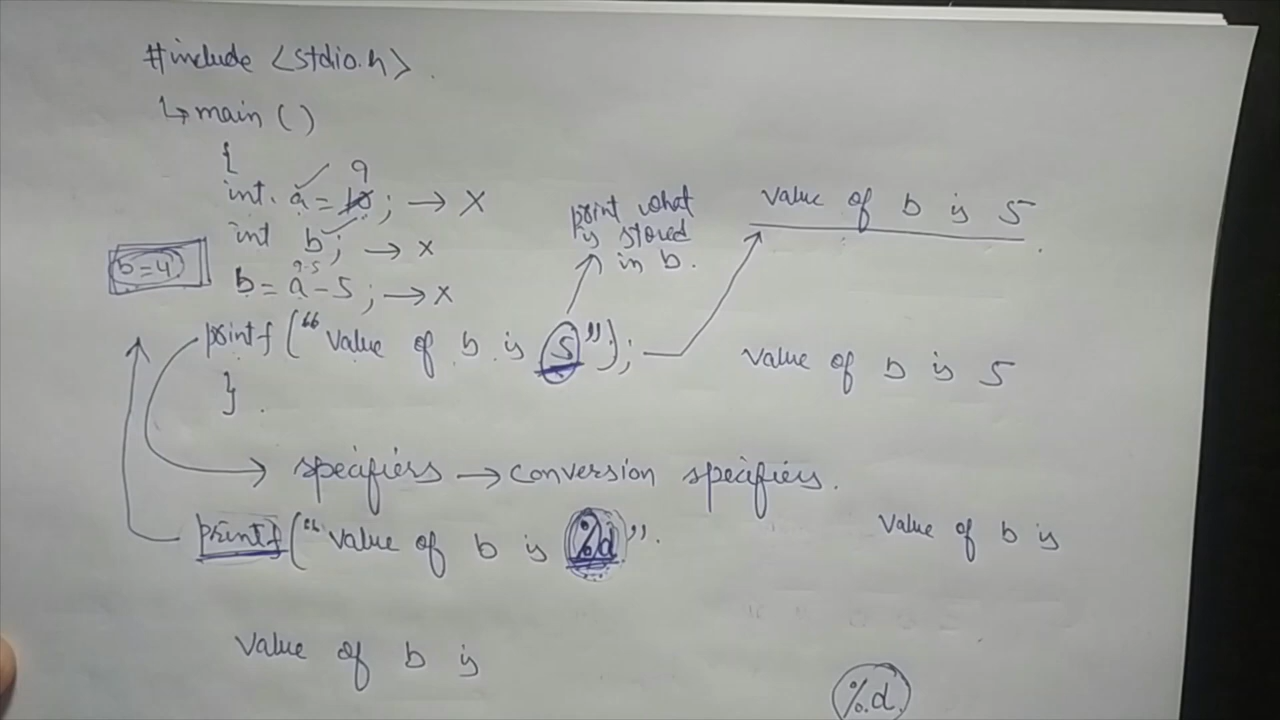 #include <stdio.h>.
↳ main ( )
{
9
int. a = 10; → x
int b; → x
b=4
9-5
b = a - 5; → x
printf (“ Value of b is 5 ”);
}.
print what
is stored
in b.
Value of b is 5.
Value of b is 5
→ specifiers → conversion specifiers.
printf (“ Value of b is %d ”.
Value of b is
Value of b is
%d